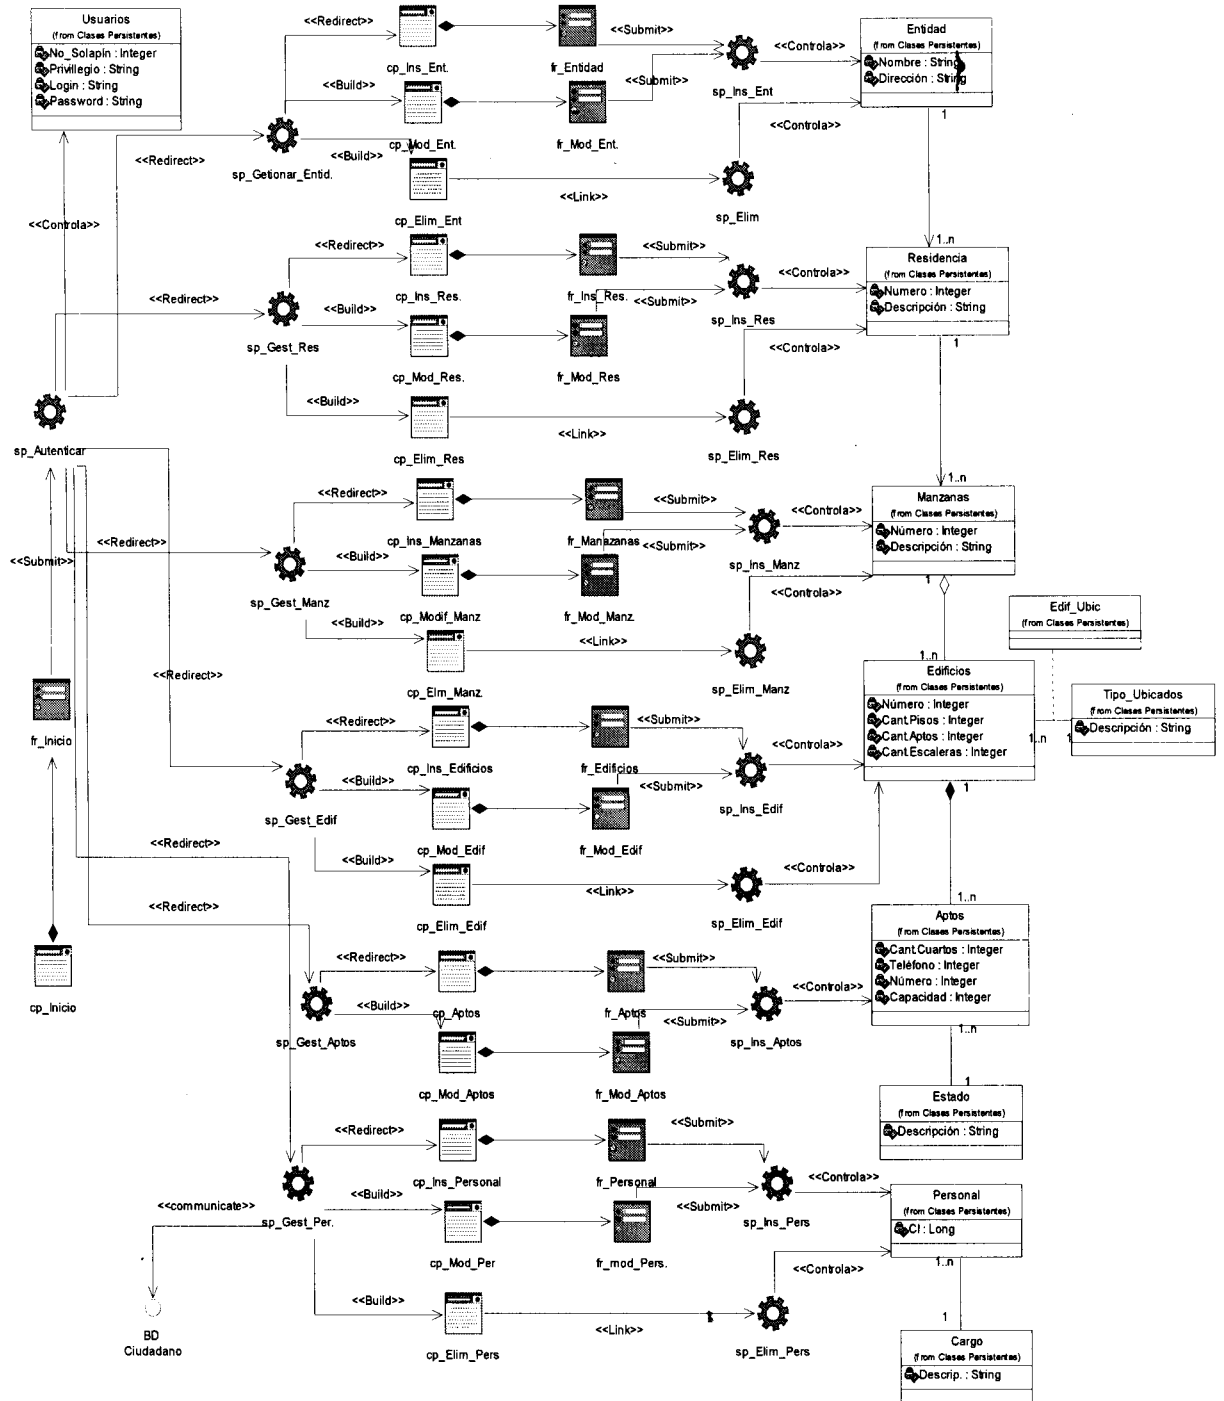 Usuarios
(from Clases Persistentes)
No_Solapin : Integer
Privillegio : String
Login : String
Password : String
<<Redirect>>
cp_Ins_Ent.
fr_Entidad
<<Submit>>
<<Controla>>
sp_Ins_Ent
Entidad
(from Clases Persistentes)
Nombre : String
Dirección : String
1
<<Build>>
cp_Mod_Ent.
fr_Mod_Ent.
<<Submit>>
<<Controla>>
<<Redirect>>
sp_Getionar_Entid.
<<Build>>
cp_Elim_Ent
<<Link>>
sp_Elim
<<Controla>>
1..n
<<Redirect>>
cp_Ins_Res.
fr_Ins_Res.
<<Submit>>
<<Controla>>
sp_Ins_Res
Residencia
(from Clases Persistentes)
Numero : Integer
Descripción : String
1
<<Redirect>>
sp_Gest_Res
<<Build>>
cp_Mod_Res.
fr_Mod_Res
<<Submit>>
<<Controla>>
<<Build>>
cp_Elim_Res
<<Link>>
sp_Elim_Res
sp_Autenticar
1..n
<<Redirect>>
cp_Ins_Manzanas
fr_Manazanas
<<Submit>>
<<Controla>>
sp_Ins_Manz
Manzanas
(from Clases Persistentes)
Número : Integer
Descripción : String
1
<<Submit>>
<<Redirect>>
sp_Gest_Manz
<<Build>>
cp_Modif_Manz
fr_Mod_Manz.
<<Submit>>
<<Controla>>
<<Build>>
cp_Elm_Manz.
<<Link>>
sp_Elim_Manz
Edif_Ubic
(from Clases Persistentes)
1..n
Edificios
(from Clases Persistentes)
Número : Integer
Cant.Pisos : Integer
Cant.Aptos : Integer
Cant.Escaleras : Integer
1..n
1
Tipo_Ubicados
(from Clases Persistentes)
Descripción : String
1
fr_Inicio
<<Redirect>>
<<Redirect>>
cp_Ins_Edificios
fr_Edificios
<<Submit>>
<<Controla>>
sp_Ins_Edif
sp_Gest_Edif
<<Build>>
cp_Mod_Edif
fr_Mod_Edif
<<Submit>>
<<Redirect>>
<<Build>>
cp_Elim_Edif
<<Link>>
sp_Elim_Edif
<<Controla>>
1..n
<<Redirect>>
cp_Inicio
<<Redirect>>
cp_Aptos
fr_Aptos
<<Submit>>
<<Controla>>
sp_Ins_Aptos
Aptos
(from Clases Persistentes)
Cant.Cuartos : Integer
Teléfono : Integer
Número : Integer
Capacidad : Integer
1..n
sp_Gest_Aptos
<<Build>>
cp_Mod_Aptos
fr_Mod_Aptos
<<Submit>>
1
Estado
(from Clases Persistentes)
Descripción : String
<<Redirect>>
cp_Ins_Personal
fr_Personal
<<Submit>>
<<Controla>>
sp_Ins_Pers
Personal
(from Clases Persistentes)
CI : Long
1..n
<<communicate>>
sp_Gest_Per.
<<Build>>
cp_Mod_Per
fr_mod_Pers.
<<Submit>>
<<Controla>>
<<Build>>
cp_Elim_Pers
<<Link>>
sp_Elim_Pers
BD
Ciudadano
1
Cargo
(from Clases Persistentes)
Descrip. : String